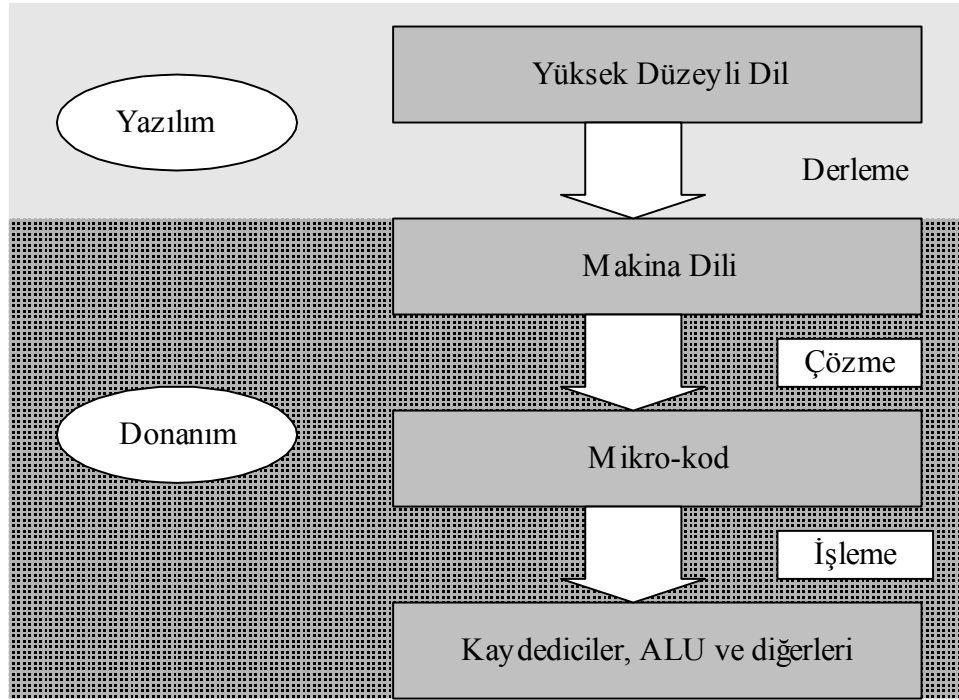 Yüksek Düzeyli Dil
Yazılım
Derleme
Makina Dili
Çözme
Donanım
Mikro-kod
İşleme
Kaydediciler, ALU ve diğerleri